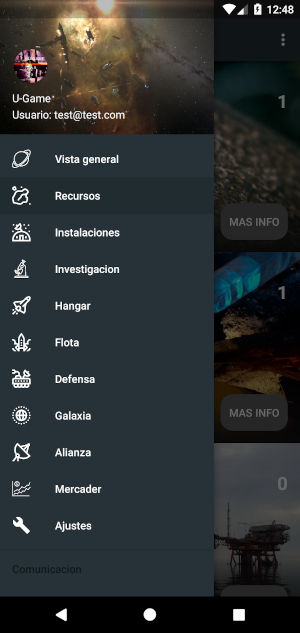 12:48
U-Game
Usuario: test@test.com
Vista general
Recursos
Instalaciones
Investigacion
Hangar
Flota
Defensa
Galaxia
Alianza
Mercader
Ajustes
Comunicacion
1
MAS INFO
1
MAS INFO
0